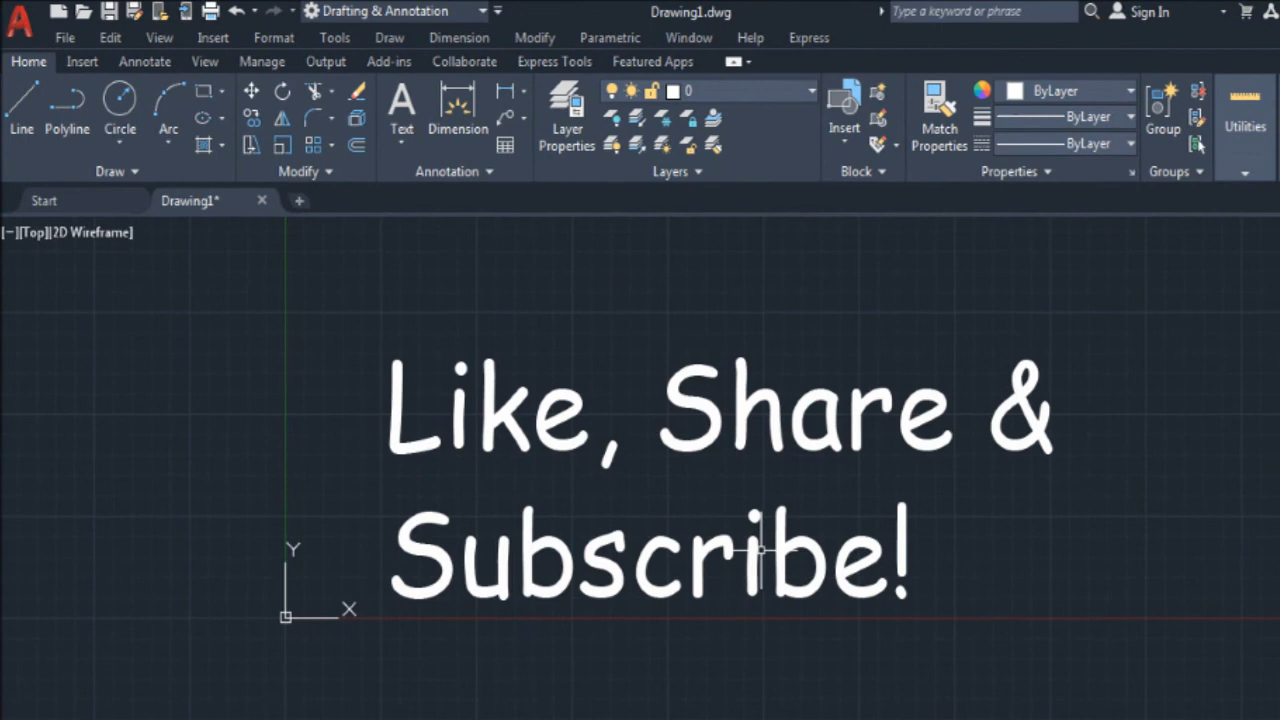 Drafting & Annotation Drawing1.dwg Type a keyword or phrase Sign In
File Edit View Insert Format Tools Draw Dimension Modify Parametric Window Help Express
Home Insert Annotate View Manage Output Add-ins Collaborate Express Tools Featured Apps
0 ByLayer
ByLayer
Line Polyline Circle Arc Text Dimension Layer Properties Insert Match Properties Group Utilities
ByLayer
Draw Modify Annotation Layers Block Properties Groups
Start Drawing1*
[−][Top][2D Wireframe]
Like, Share &
Subscribe!
Y
X